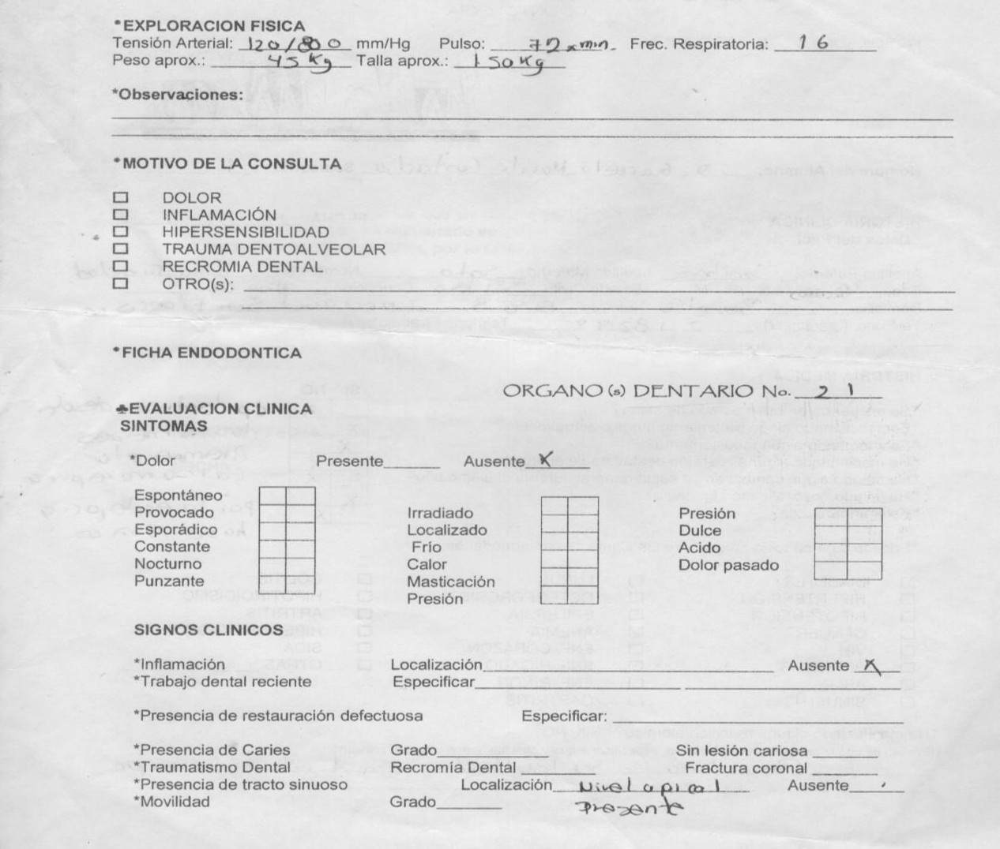 *EXPLORACION FISICA
Tensión Arterial: 120/800 mm/Hg Pulso: 72 x min. Frec. Respiratoria: 16
Peso aprox.: 45 Kg Talla aprox.: 150 Kg
*Observaciones:
*MOTIVO DE LA CONSULTA
DOLOR
INFLAMACIÓN
HIPERSENSIBILIDAD
TRAUMA DENTOALVEOLAR
RECROMIA DENTAL
OTRO(s):
*FICHA ENDODONTICA
ORGANO (s) DENTARIO No. 21
♣EVALUACION CLINICA
SINTOMAS
*Dolor Presente Ausente X
Espontáneo
Provocado Irradiado Presión
Esporádico Localizado Dulce
Constante Frío Acido
Nocturno Calor Dolor pasado
Punzante Masticación
Presión
SIGNOS CLINICOS
*Inflamación Localización Ausente X
*Trabajo dental reciente Especificar
*Presencia de restauración defectuosa Especificar:
*Presencia de Caries Grado Sin lesión cariosa
*Traumatismo Dental Recromía Dental Fractura coronal
*Presencia de tracto sinuoso Localización Nivel apical Ausente
*Movilidad Grado Presente